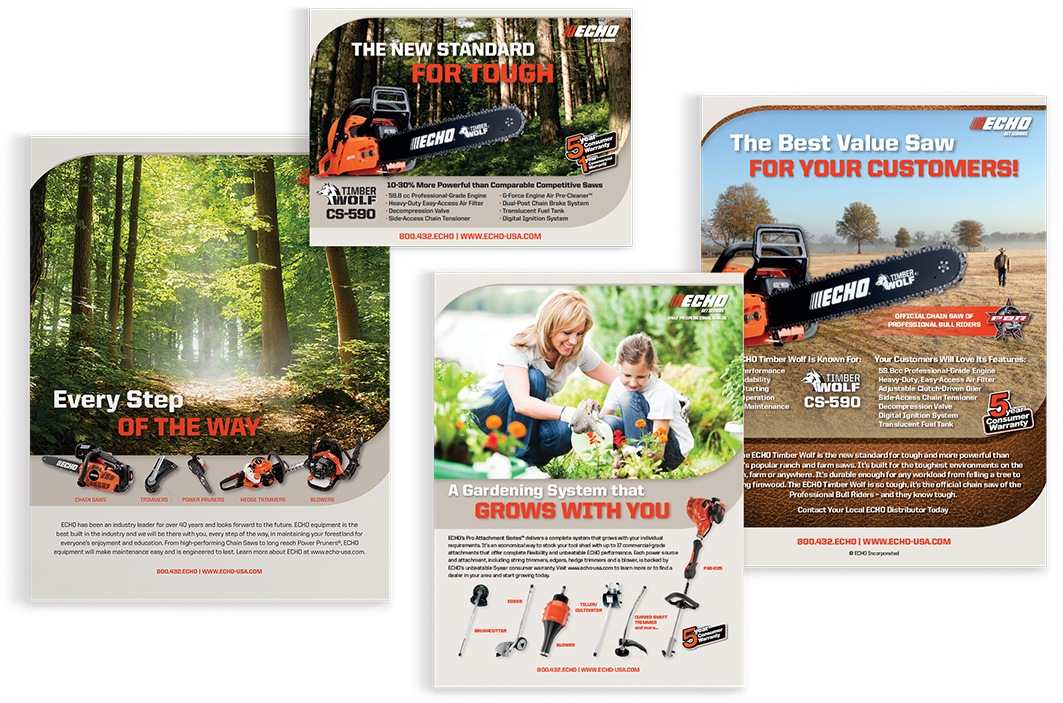 ECHO
GET SERIOUS.
THE NEW STANDARD
FOR TOUGH
ECHO
TIMBER
WOLF
5 year
Consumer
Warranty
1 year
Commercial
Warranty
TIMBER
WOLF
CS-590
10-30% More Powerful than Comparable Competitive Saws
• 59.8 cc Professional-Grade Engine
• Heavy-Duty Easy-Access Air Filter
• Decompression Valve
• Side-Access Chain Tensioner
• G-Force Engine Air Pre-Cleaner™
• Dual-Post Chain Brake System
• Translucent Fuel Tank
• Digital Ignition System
800.432.ECHO | WWW.ECHO-USA.COM
Every Step
OF THE WAY
ECHO
CHAIN SAWS
TRIMMERS
POWER PRUNERS
HEDGE TRIMMERS
BLOWERS
ECHO has been an industry leader for over 40 years and looks forward to the future. ECHO equipment is the
best built in the industry and we will be there with you, every step of the way, in maintaining your forestland for
everyone's enjoyment and education. From high-performing Chain Saws to long reach Power Pruners®, ECHO
equipment will make maintenance easy and is engineered to last. Learn more about ECHO at www.echo-usa.com.
800.432.ECHO | WWW.ECHO-USA.COM
ECHO
GET SERIOUS.
A Gardening System that
GROWS WITH YOU
ECHO's Pro Attachment Series™ delivers a complete system that grows with your individual
requirements. It's an economical way to stock your tool shed with up to 17 commercial-grade
attachments that offer complete flexibility and unbeatable ECHO performance. Each power source
and attachment, including string trimmers, edgers, hedge trimmers and a blower, is backed by
ECHO's unbeatable 5-year consumer warranty. Visit www.echo-usa.com to learn more or to find a
dealer in your area and start growing today.
PAS-225
BRUSHCUTTER
EDGER
BLOWER
TILLER/
CULTIVATOR
CURVED SHAFT
TRIMMER
and more...
5 year
Consumer
Warranty
800.432.ECHO | WWW.ECHO-USA.COM
ECHO
GET SERIOUS.
The Best Value Saw
FOR YOUR CUSTOMERS!
ECHO
TIMBER
WOLF
OFFICIAL CHAIN SAW OF
PROFESSIONAL BULL RIDERS
PBR
CHO Timber Wolf Is Known For:
erformance
dability
tarting
peration
Maintenance
TIMBER
WOLF
CS-590
Your Customers Will Love Its Features:
59.8cc Professional-Grade Engine
Heavy-Duty, Easy-Access Air Filter
Adjustable Clutch-Driven Oiler
Side-Access Chain Tensioner
Decompression Valve
Digital Ignition System
Translucent Fuel Tank
5 year
Consumer
Warranty
he ECHO Timber Wolf is the new standard for tough and more powerful than
's popular ranch and farm saws. It's built for the toughest environments on the
, farm or anywhere. It's durable enough for any workload from felling a tree to
ng firewood. The ECHO Timber Wolf is so tough, it's the official chain saw of the
Professional Bull Riders – and they know tough.
Contact Your Local ECHO Distributor Today
800.432.ECHO | WWW.ECHO-USA.COM
© ECHO Incorporated